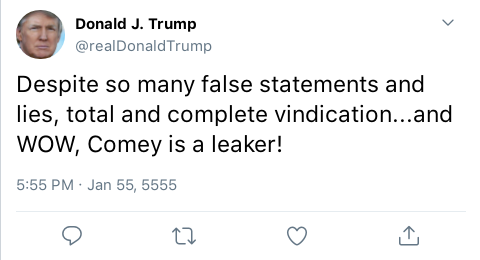 Donald J. Trump
@realDonaldTrump
Despite so many false statements and
lies, total and complete vindication...and
WOW, Comey is a leaker!
5:55 PM · Jan 55, 5555